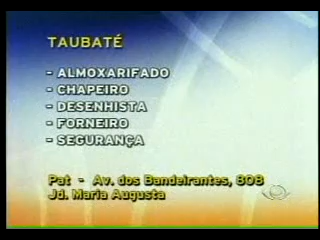 TAUBATÉ
- ALMOXARIFADO
- CHAPEIRO
- DESENHISTA
- FORNEIRO
- SEGURANÇA
Pat - Av. dos Bandeirantes, 808
Jd. Maria Augusta